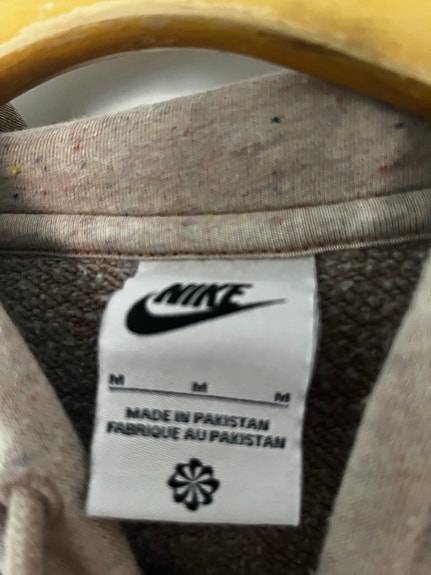 NIKE
M M M
MADE IN PAKISTAN
FABRIQUE AU PAKISTAN